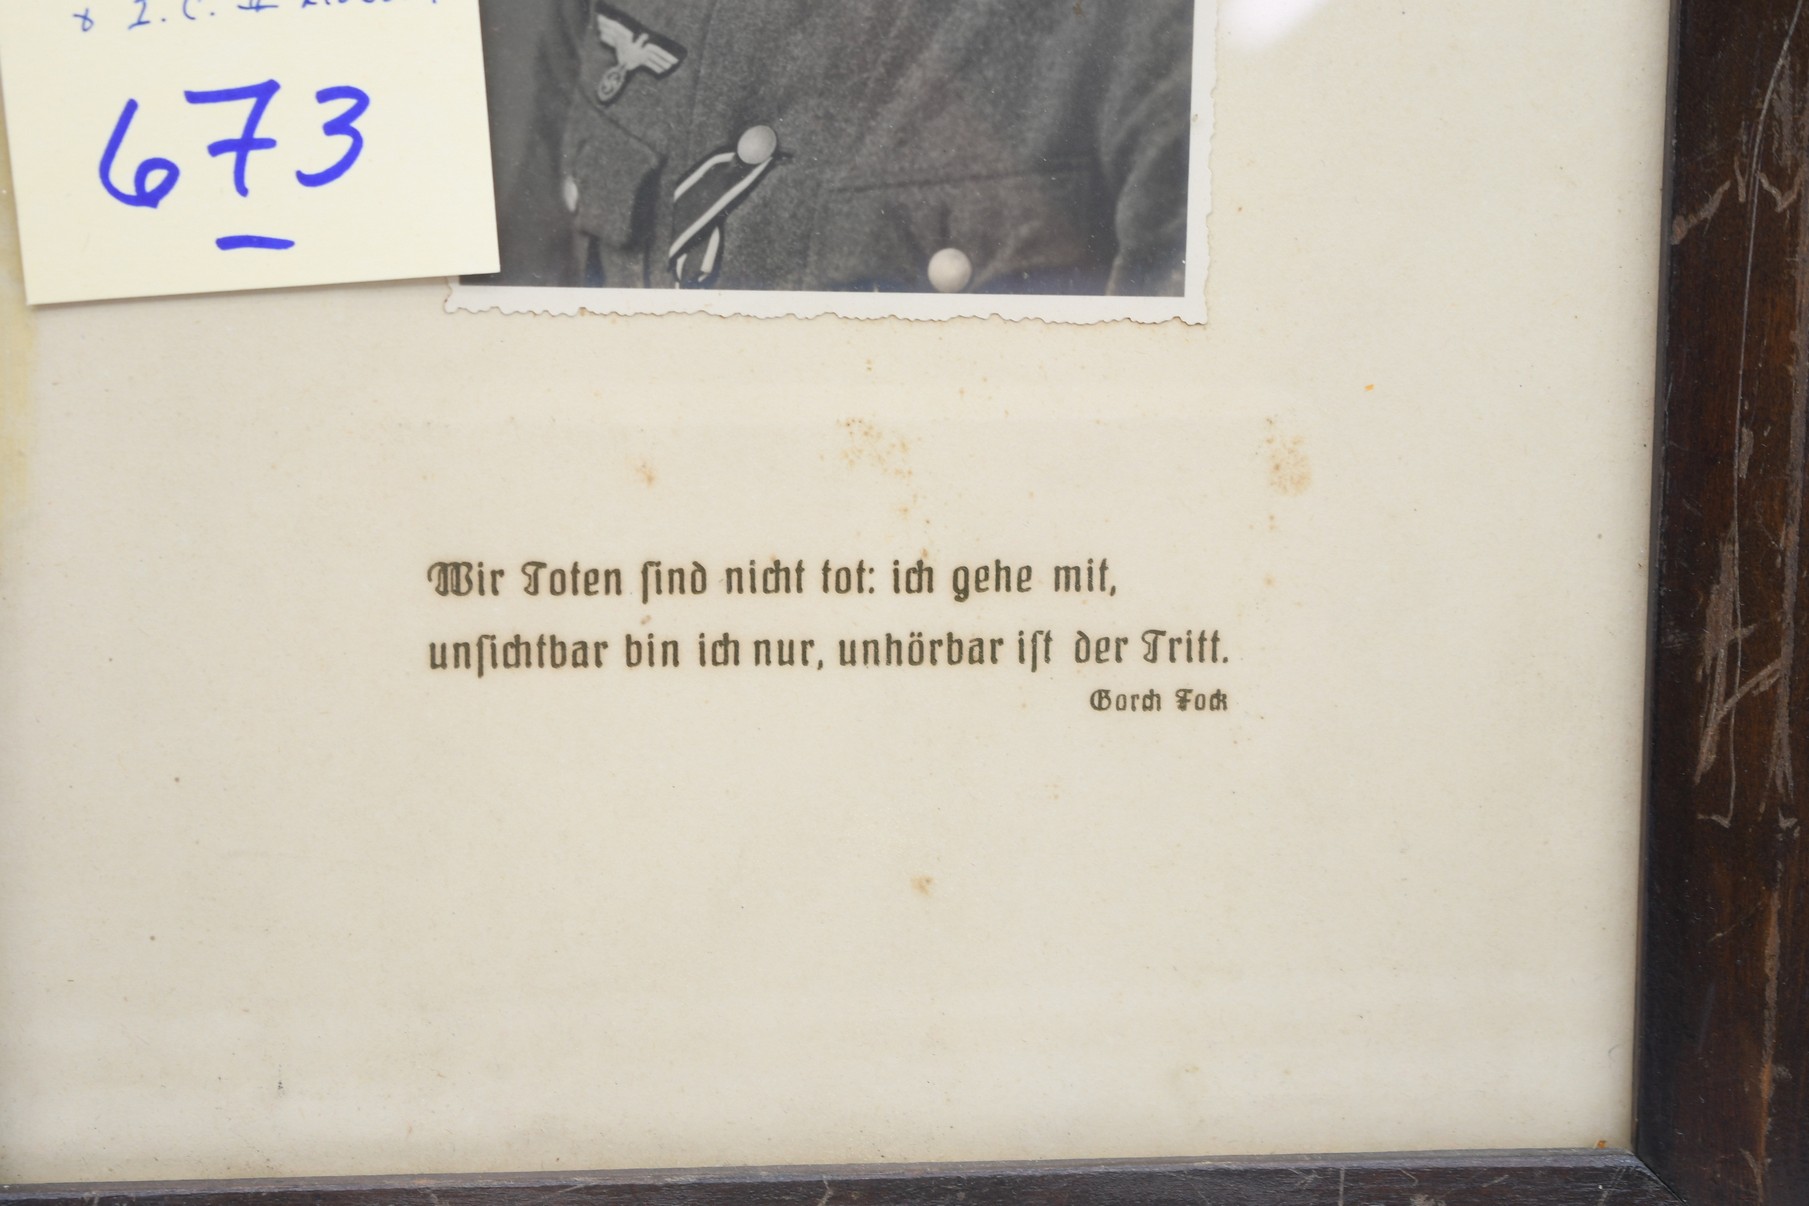 & I.C. II
673
Wir Toten sind nicht tot: ich gehe mit,
unsichtbar bin ich nur, unhörbar ist der Tritt.
Gorch Fock